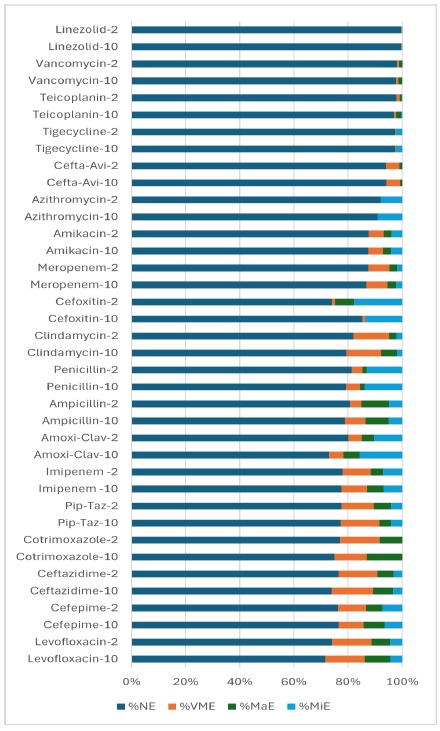 Linezolid-2
Linezolid-10
Vancomycin-2
Vancomycin-10
Teicoplanin-2
Teicoplanin-10
Tigecycline-2
Tigecycline-10
Cefta-Avi-2
Cefta-Avi-10
Azithromycin-2
Azithromycin-10
Amikacin-2
Amikacin-10
Meropenem-2
Meropenem-10
Cefoxitin-2
Cefoxitin-10
Clindamycin-2
Clindamycin-10
Penicillin-2
Penicillin-10
Ampicillin-2
Ampicillin-10
Amoxi-Clav-2
Amoxi-Clav-10
Imipenem -2
Imipenem -10
Pip-Taz-2
Pip-Taz-10
Cotrimoxazole-2
Cotrimoxazole-10
Ceftazidime-2
Ceftazidime-10
Cefepime-2
Cefepime-10
Levofloxacin-2
Levofloxacin-10
0% 20% 40% 60% 80% 100%
%NE %VME %MaE %MiE